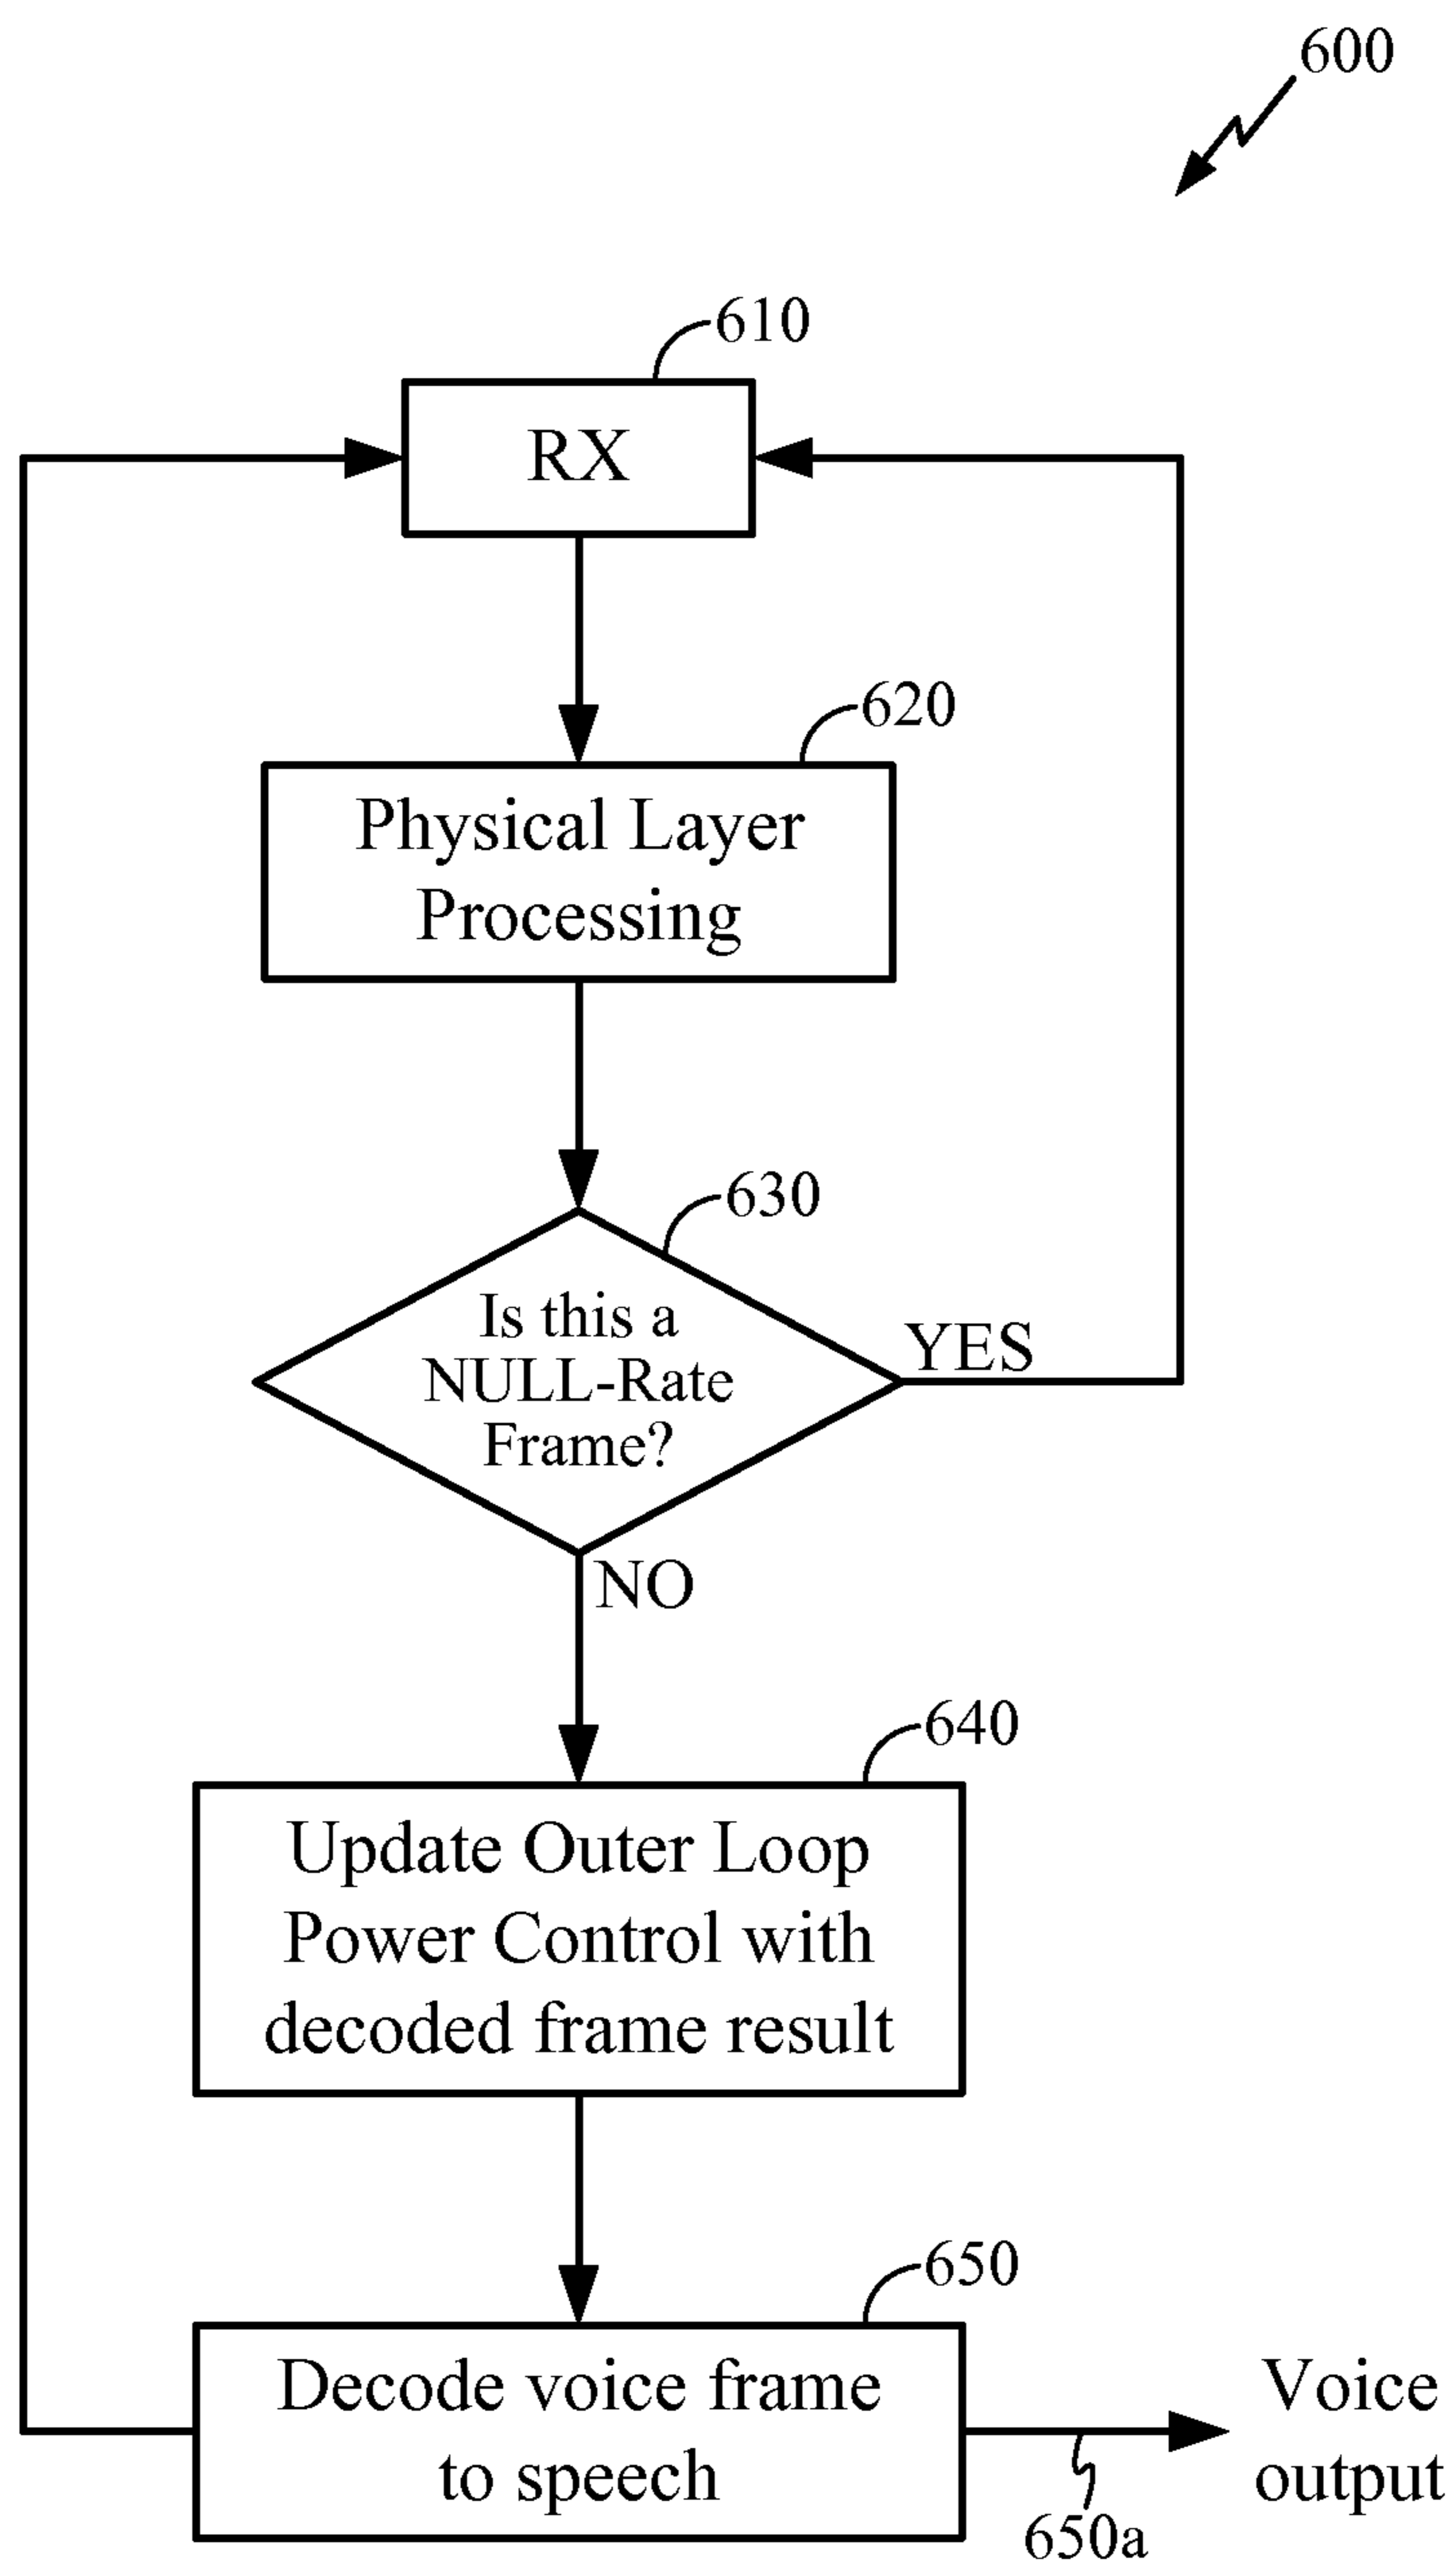 600
610
RX
620
Physical Layer
Processing
630
Is this a
NULL-Rate
Frame?
YES
NO
640
Update Outer Loop
Power Control with
decoded frame result
650
Decode voice frame
to speech
Voice
output
650a